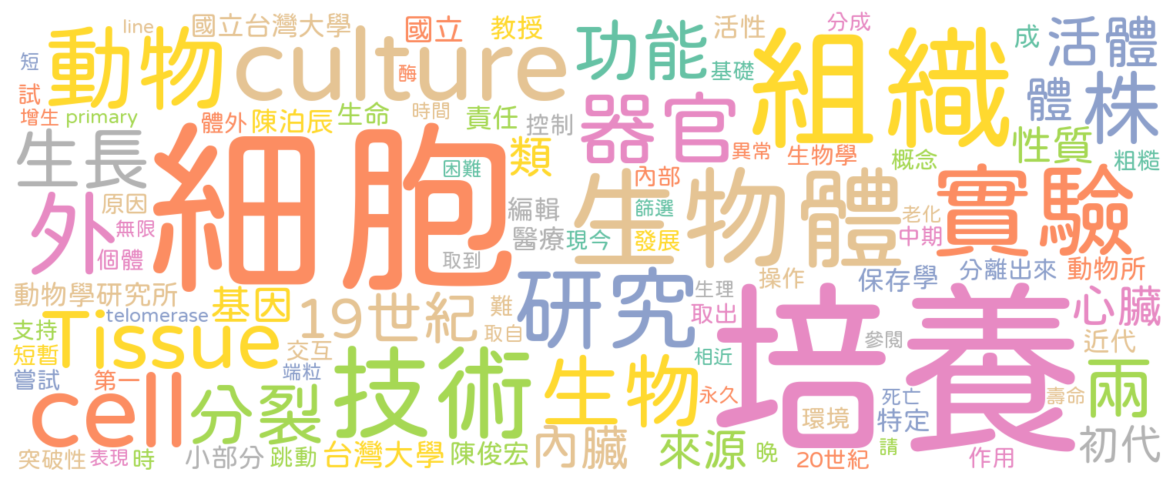 line
國立台灣大學
國立
教授
活性
分成
成
活體
短
動物
culture
酶
功能
基礎
組織
體
株
試
增生
primary
體外
陳泊辰
生命
時間
責任
控制
器官
異常
生物學
概念
性質
粗糙
生長
細胞
困難
類
內部
外
原因
無限
個體
編輯
篩選
生物體
老化
中期
實驗
醫療
現今
發展
取到
動物學研究所
telomerase
基因
19世紀
難
取自
研究
生理
取出
操作
保存
學
分離出來
動物所
心臟
支持
短暫
Tissue
交互
端粒
技術
生物
相近
培養
參閱
近代
嘗試
第一
cell
分裂
永久
環境
死亡
特定
兩
壽命
突破性
表現
時
小部分
跳動
台灣大學
陳俊宏
內臟
來源
晚
20世紀
請
作用
初代